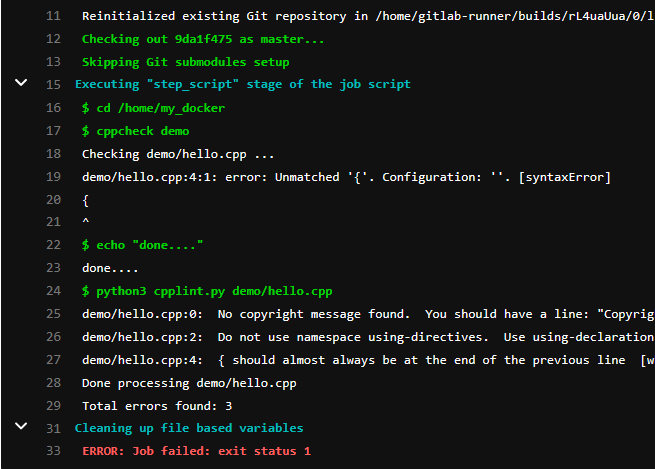 11 Reinitialized existing Git repository in /home/gitlab-runner/builds/rL4uaUua/0/l
12 Checking out 9da1f475 as master...
13 Skipping Git submodules setup
15 Executing "step_script" stage of the job script
16 $ cd /home/my_docker
17 $ cppcheck demo
18 Checking demo/hello.cpp ...
19 demo/hello.cpp:4:1: error: Unmatched '{'. Configuration: ''. [syntaxError]
20 {
21 ^
22 $ echo "done...."
23 done....
24 $ python3 cpplint.py demo/hello.cpp
25 demo/hello.cpp:0:  No copyright message found.  You should have a line: "Copyrig
26 demo/hello.cpp:2:  Do not use namespace using-directives.  Use using-declaration
27 demo/hello.cpp:4:  { should almost always be at the end of the previous line  [w
28 Done processing demo/hello.cpp
29 Total errors found: 3
31 Cleaning up file based variables
33 ERROR: Job failed: exit status 1